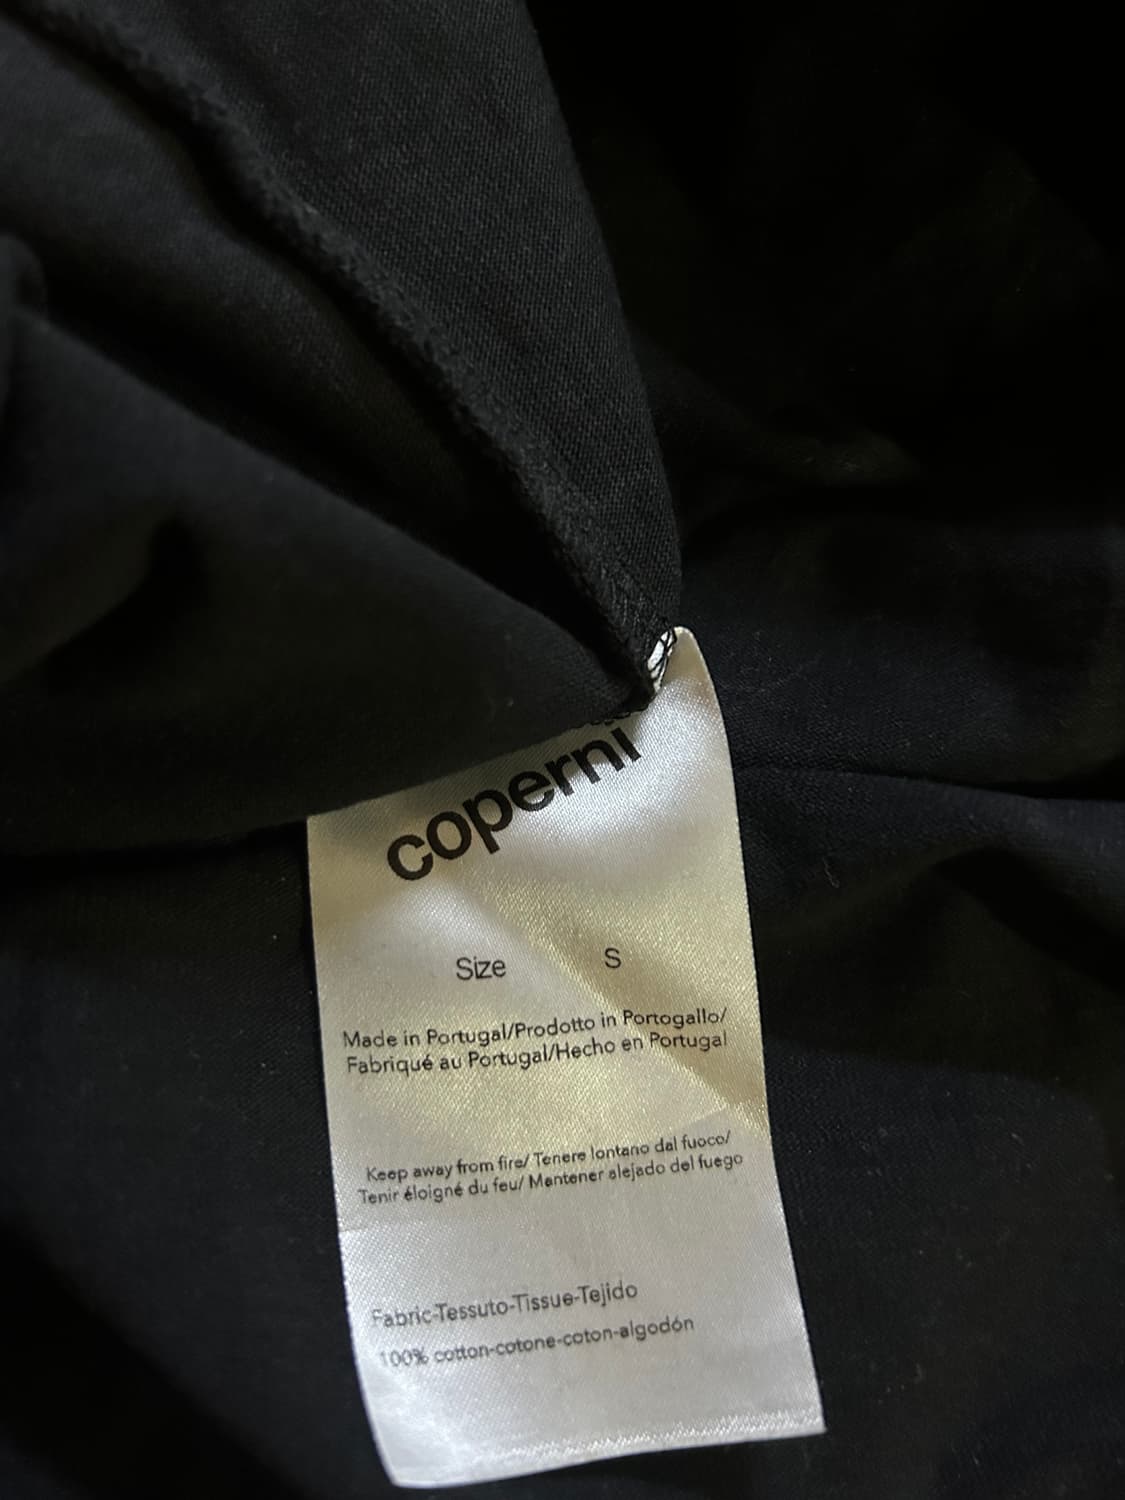 coperni
Size S
Made in Portugal/Prodotto in Portogallo/
Fabriqué au Portugal/Hecho en Portugal
Keep away from fire/ Tenere lontano dal fuoco/
Tenir éloigné du feu/ Mantener alejado del fuego
Fabric-Tessuto-Tissue-Tejido
100% cotton-cotone-coton-algodón